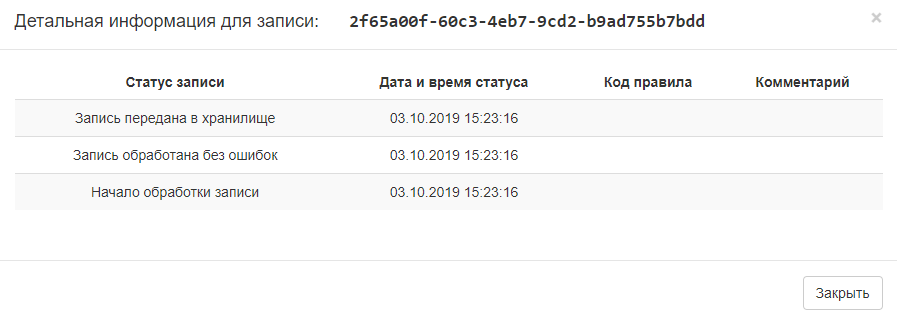 Детальная информация для записи: 2f65a00f-60c3-4eb7-9cd2-b9ad755b7bdd ×
Статус записи Дата и время статуса Код правила Комментарий
Запись передана в хранилище 03.10.2019 15:23:16
Запись обработана без ошибок 03.10.2019 15:23:16
Начало обработки записи 03.10.2019 15:23:16
Закрыть